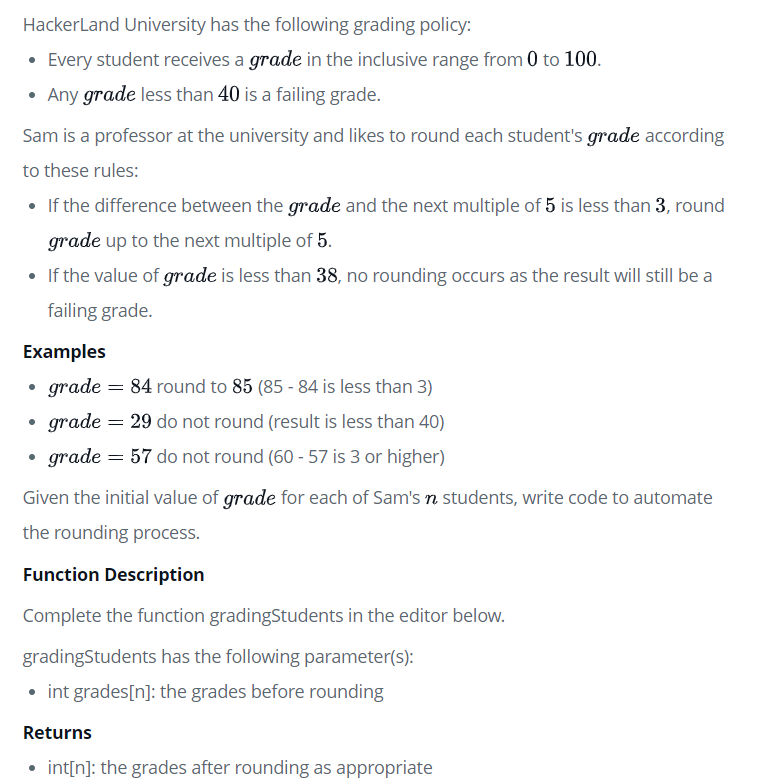 HackerLand University has the following grading policy:
• Every student receives a grade in the inclusive range from 0 to 100.
• Any grade less than 40 is a failing grade.
Sam is a professor at the university and likes to round each student's grade according
to these rules:
• If the difference between the grade and the next multiple of 5 is less than 3, round
grade up to the next multiple of 5.
• If the value of grade is less than 38, no rounding occurs as the result will still be a
failing grade.
Examples
• grade = 84 round to 85 (85 - 84 is less than 3)
• grade = 29 do not round (result is less than 40)
• grade = 57 do not round (60 - 57 is 3 or higher)
Given the initial value of grade for each of Sam's n students, write code to automate
the rounding process.
Function Description
Complete the function gradingStudents in the editor below.
gradingStudents has the following parameter(s):
• int grades[n]: the grades before rounding
Returns
• int[n]: the grades after rounding as appropriate